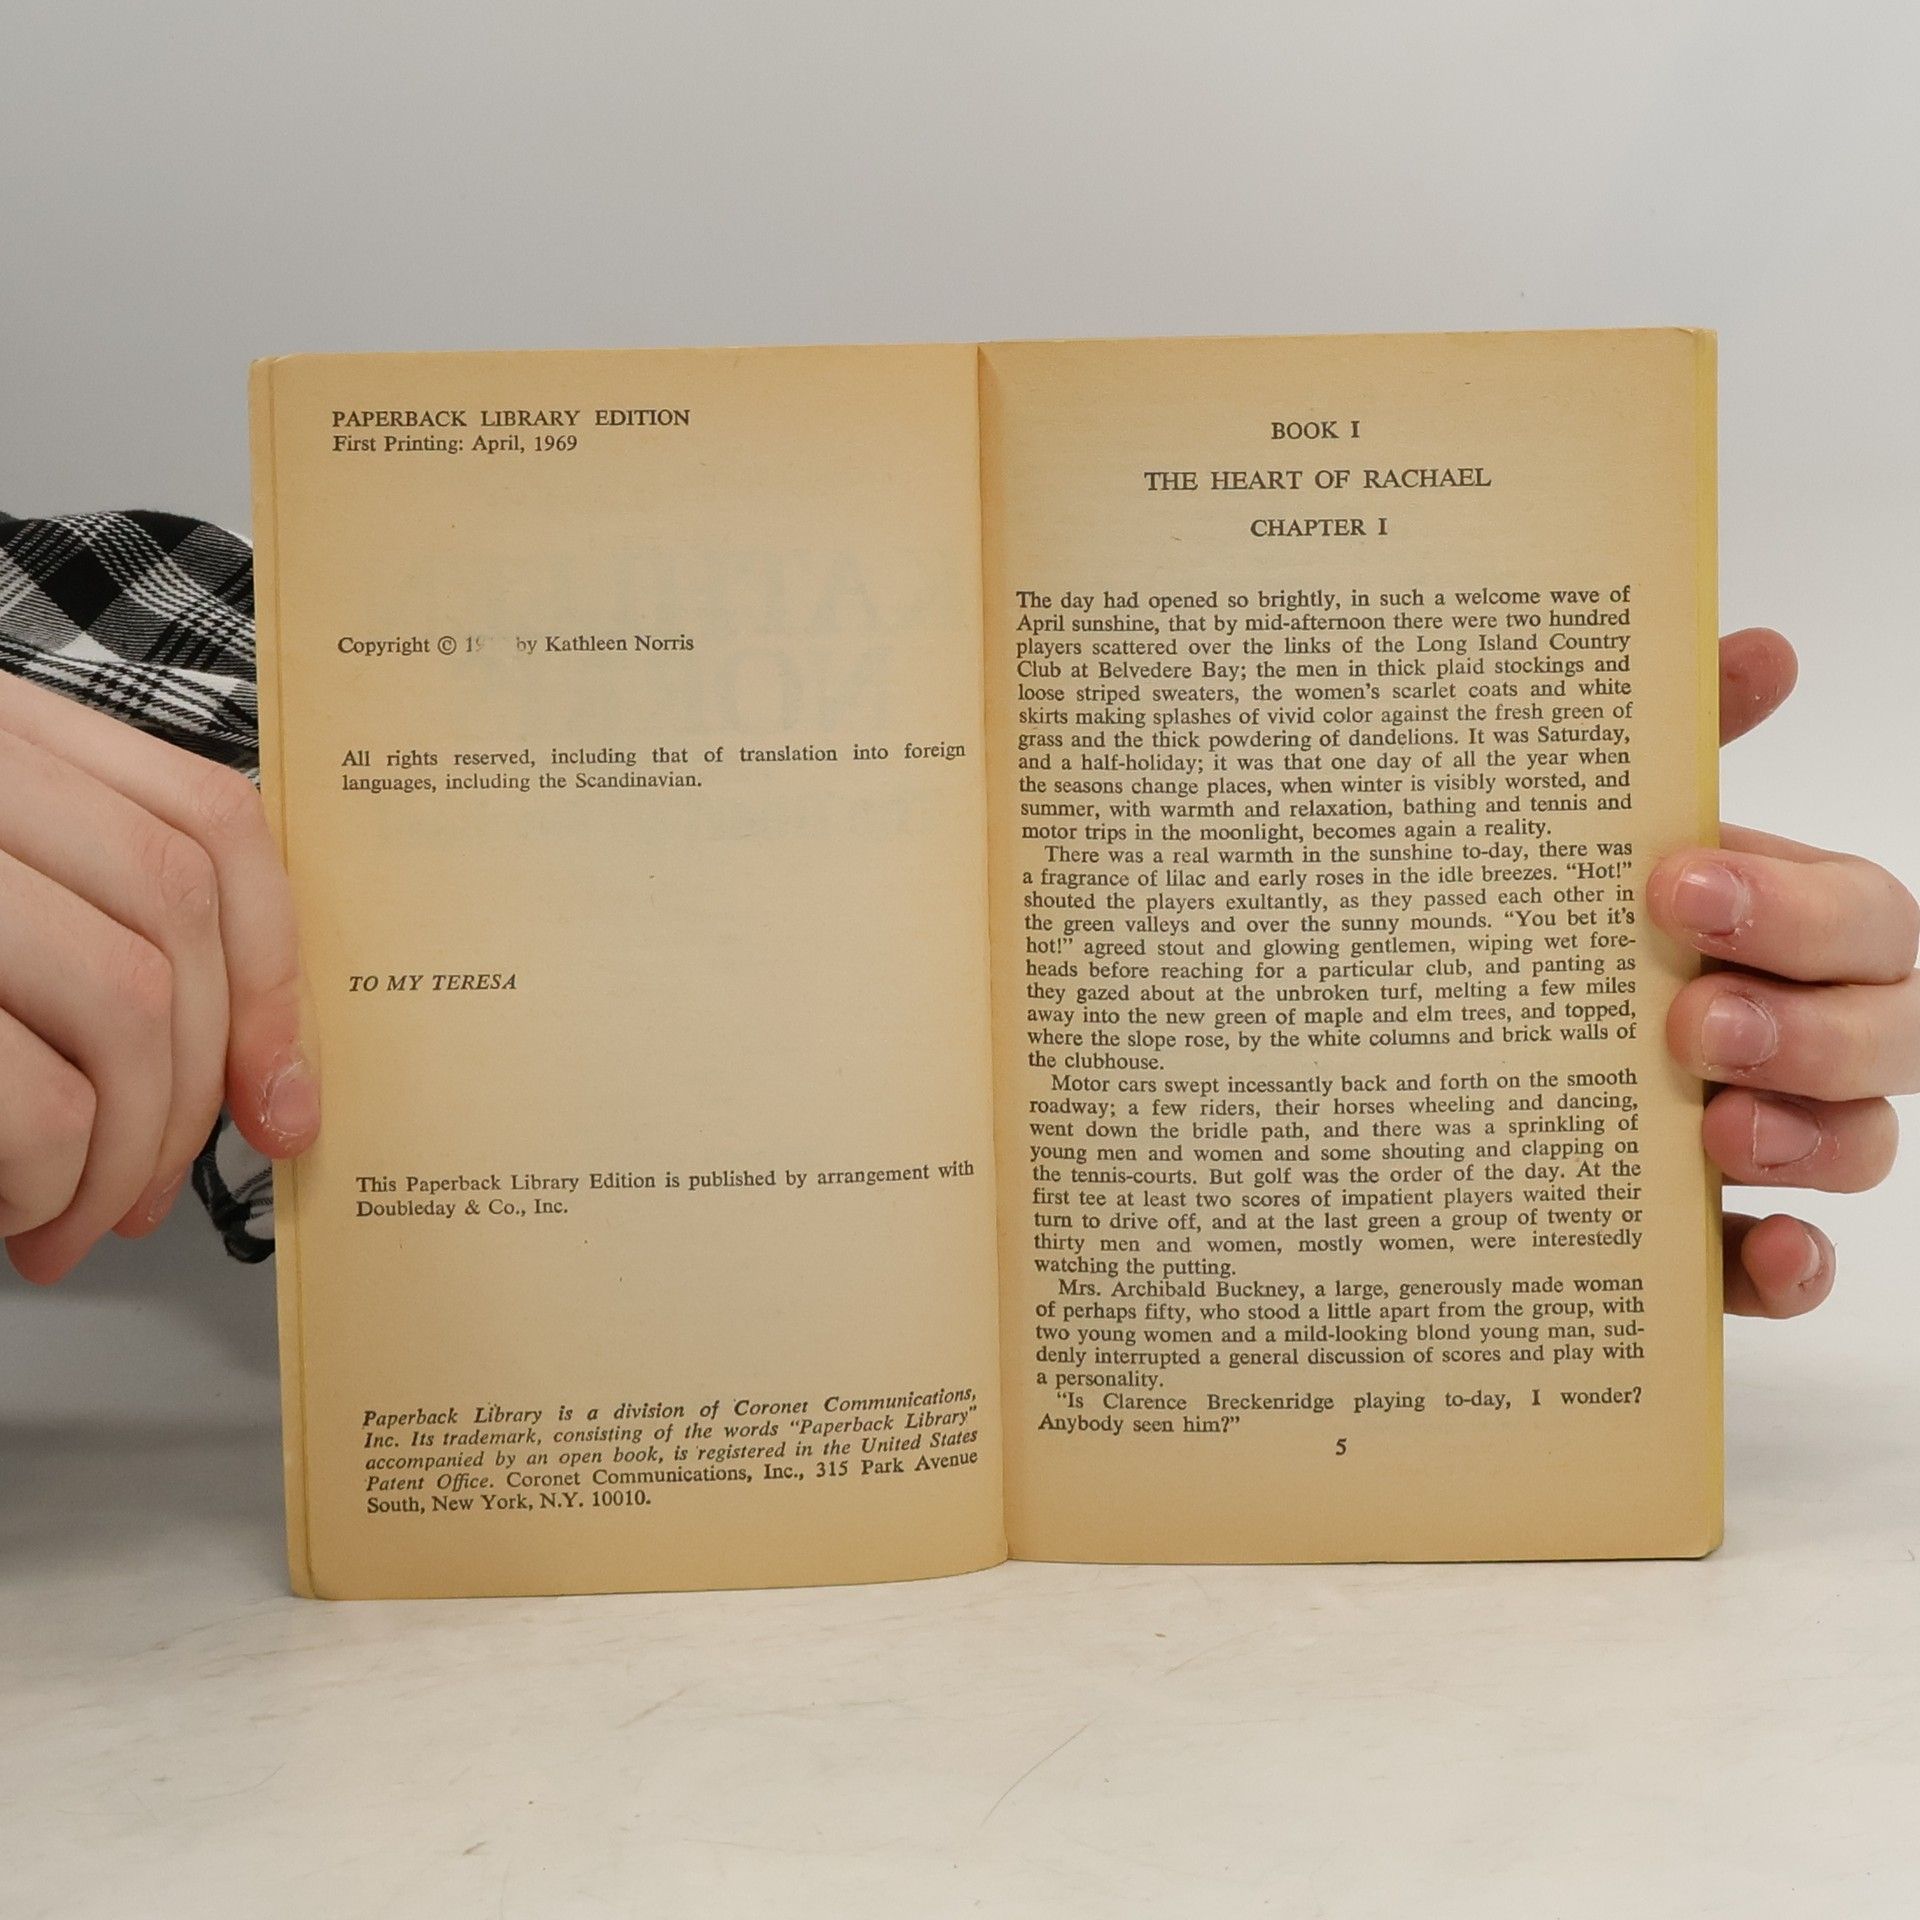 PAPERBACK LIBRARY EDITION
First Printing: April, 1969
Copyright © by Kathleen Norris
All rights reserved, including that of translation into foreign
languages, including the Scandinavian.
TO MY TERESA
This Paperback Library Edition is published by arrangement with
Doubleday & Co., Inc.
Paperback Library is a division of Coronet Communications,
Inc. Its trademark, consisting of the words “Paperback Library”
accompanied by an open book, is registered in the United States
Patent Office. Coronet Communications, Inc., 315 Park Avenue
South, New York, N.Y. 10010.
BOOK I
THE HEART OF RACHAEL
CHAPTER I
The day had opened so brightly, in such a welcome wave of
April sunshine, that by mid-afternoon there were two hundred
players scattered over the links of the Long Island Country
Club at Belvedere Bay; the men in thick plaid stockings and
loose striped sweaters, the women’s scarlet coats and white
skirts making splashes of vivid color against the fresh green of
grass and the thick powdering of dandelions. It was Saturday,
and a half-holiday; it was that one day of all the year when
the seasons change places, when winter is visibly worsted, and
summer, with warmth and relaxation, bathing and tennis and
motor trips in the moonlight, becomes again a reality.
There was a real warmth in the sunshine to-day, there was
a fragrance of lilac and early roses in the idle breezes. “Hot!”
shouted the players exultantly, as they passed each other in
the green valleys and over the sunny mounds. “You bet it’s
hot!” agreed stout and glowing gentlemen, wiping wet fore-
heads before reaching for a particular club, and panting as
they gazed about at the unbroken turf, melting a few miles
away into the new green of maple and elm trees, and topped,
where the slope rose, by the white columns and brick walls of
the clubhouse.
Motor cars swept incessantly back and forth on the smooth
roadway; a few riders, their horses wheeling and dancing,
went down the bridle path, and there was a sprinkling of
young men and women and some shouting and clapping on
the tennis-courts. But golf was the order of the day. At the
first tee at least two scores of impatient players waited their
turn to drive off, and at the last green a group of twenty or
thirty men and women, mostly women, were interestedly
watching the putting.
Mrs. Archibald Buckney, a large, generously made woman
of perhaps fifty, who stood a little apart from the group, with
two young women and a mild-looking blond young man, sud-
denly interrupted a general discussion of scores and play with
a personality.
“Is Clarence Breckenridge playing to-day, I wonder?
Anybody seen him?”
5